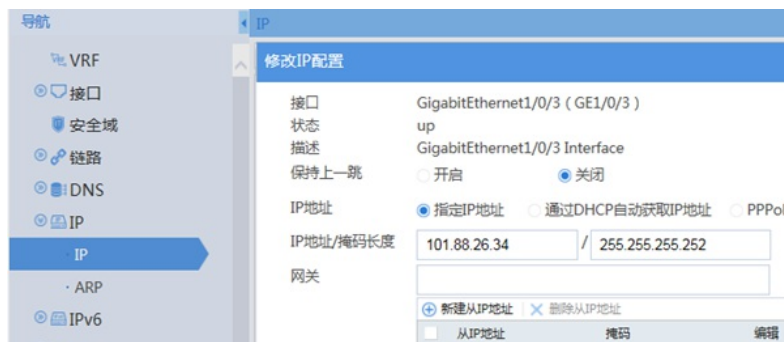 导航
IP
VRF
接口
安全域
链路
DNS
IP
IP
ARP
IPv6
修改IP配置
接口 GigabitEthernet1/0/3 ( GE1/0/3 )
状态 up
描述 GigabitEthernet1/0/3 Interface
保持上一跳 开启 关闭
IP地址 指定IP地址 通过DHCP自动获取IP地址
IP地址/掩码长度 101.88.26.34 / 255.255.255.252
网关
新建从IP地址 删除从IP地址
从IP地址 掩码 编辑